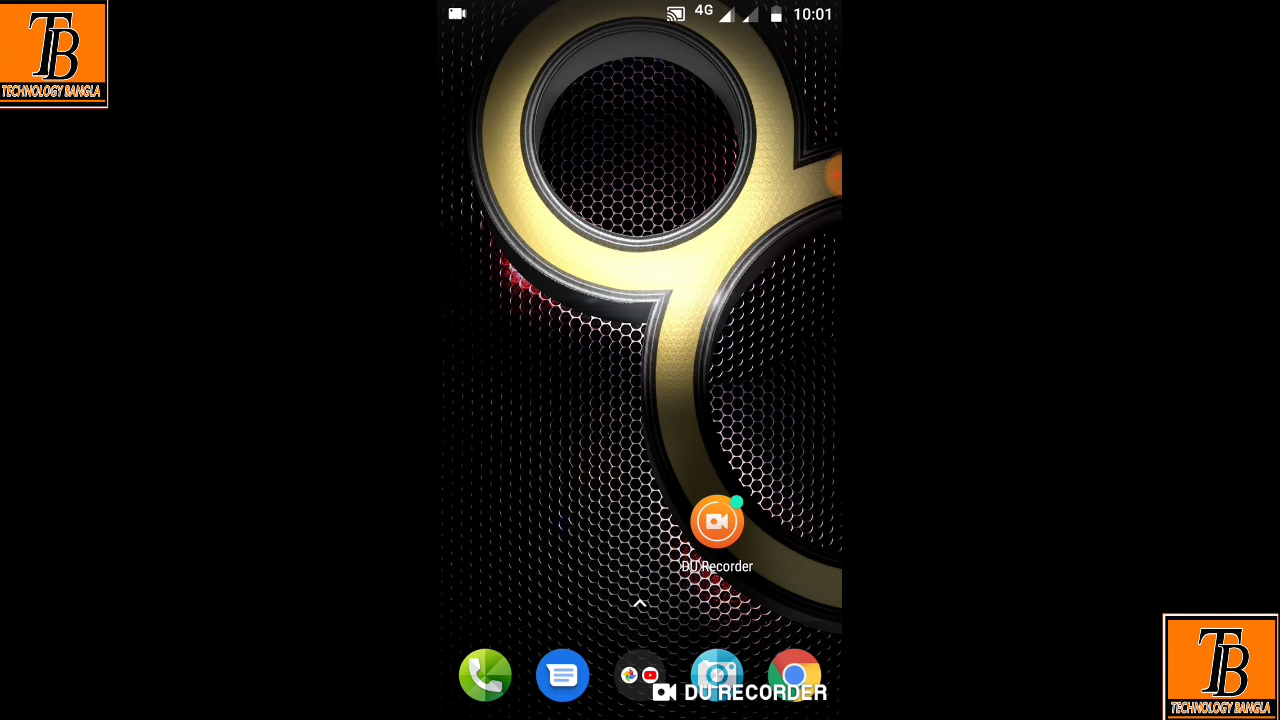 TB
TECHNOLOGY BANGLA
4G 10:01
DU Recorder
DU RECORDER
TB
TECHNOLOGY BANGLA